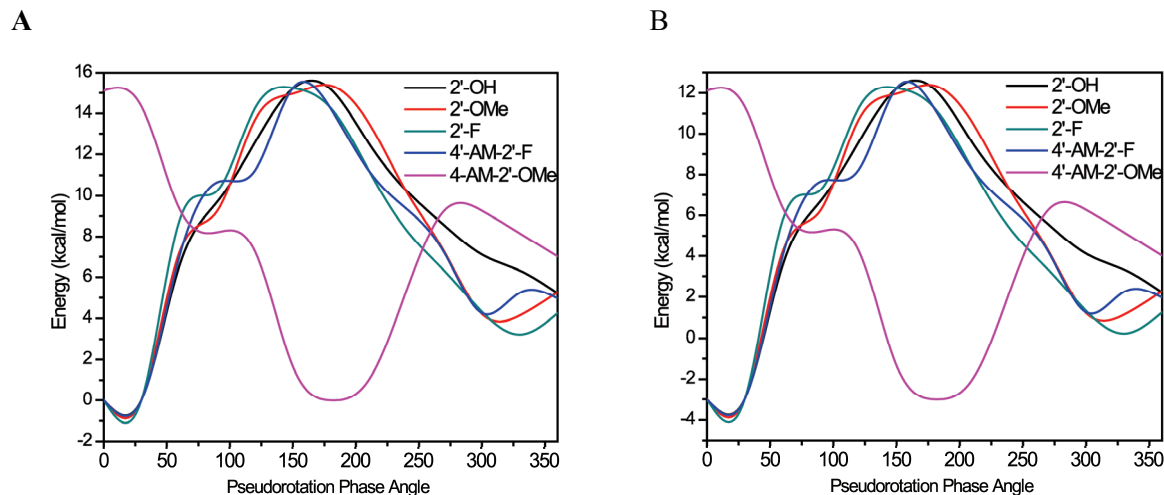 A
B
16
14
12
10
8
6
4
2
0
-2
Energy (kcal/mol)
2'-OH
2'-OMe
2'-F
4'-AM-2'-F
4-AM-2'-OMe
0 50 100 150 200 250 300 350
Pseudorotation Phase Angle
12
10
8
6
4
2
0
-2
-4
Energy (kcal/mol)
2'-OH
2'-OMe
2'-F
4'-AM-2'-F
4'-AM-2'-OMe
0 50 100 150 200 250 300 350
Pseudorotation Phase Angle